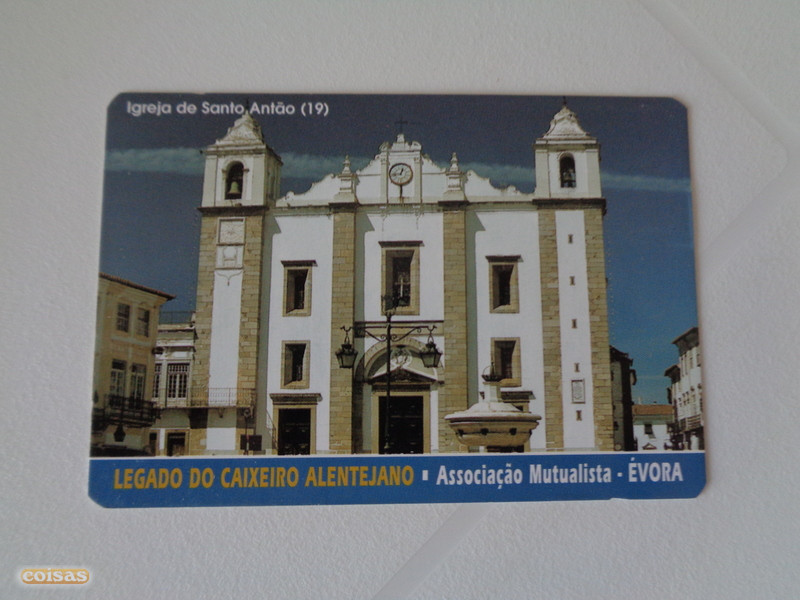 Igreja de Santo Antão (19)
LEGADO DO CAIXEIRO ALENTEJANO ▪ Associação Mutualista - ÉVORA
coisas